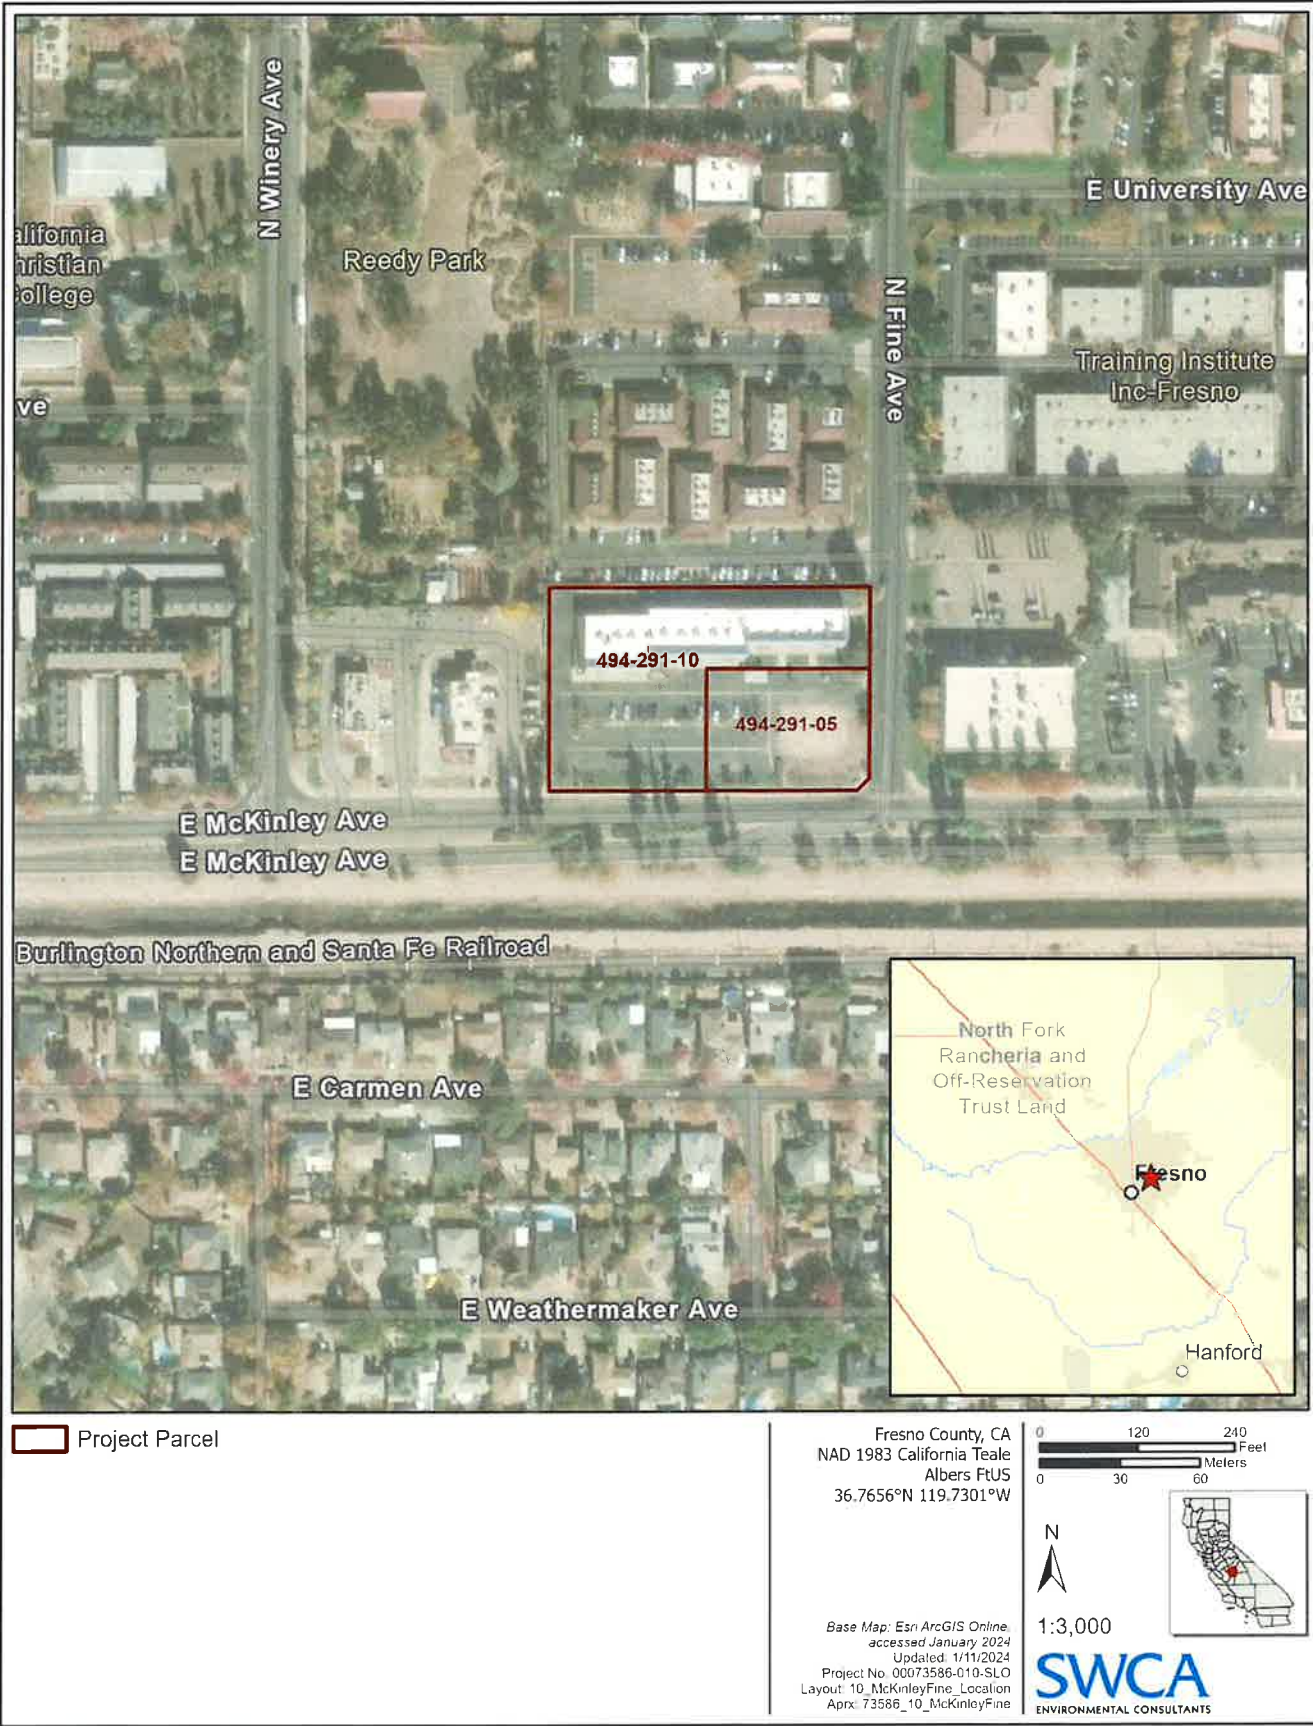 N Winery Ave
E University Ave
alifornia
hristian
ollege
Reedy Park
N Fine Ave
Training Institute
Inc-Fresno
ve
494-291-10
494-291-05
E McKinley Ave
E McKinley Ave
Burlington Northern and Santa Fe Railroad
E Carmen Ave
E Weathermaker Ave
North Fork
Rancheria and
Off-Reservation
Trust Land
Fresno
Hanford
Project Parcel
Fresno County, CA
NAD 1983 California Teale
Albers FtUS
36.7656°N 119.7301°W
Base Map: Esri ArcGIS Online,
accessed January 2024
Updated: 1/11/2024
Project No. 00073586-010-SLO
Layout: 10_McKinleyFine_Location
Aprx: 73586_10_McKinleyFine
0 120 240
Feet
Meters
0 30 60
N
1:3,000
SWCA
ENVIRONMENTAL CONSULTANTS